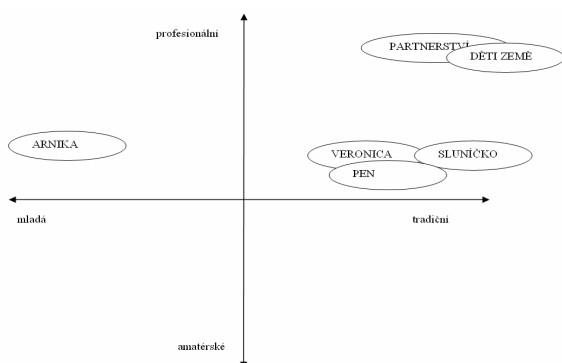 profesionální
PARTNERSTVÍ
DĚTI ZEMĚ
ARNIKA
VERONICA
SLUNÍČKO
PEN
mladá
tradiční
amatérské